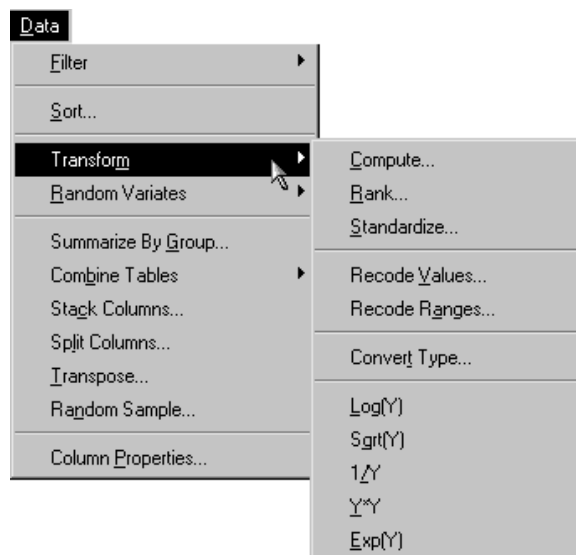 Data
Filter
Sort...
Transform
Random Variates
Summarize By Group...
Combine Tables
Stack Columns...
Split Columns...
Transpose...
Random Sample...
Column Properties...
Compute...
Rank...
Standardize...
Recode Values...
Recode Ranges...
Convert Type...
Log(Y)
Sqrt(Y)
1/Y
Y*Y
Exp(Y)